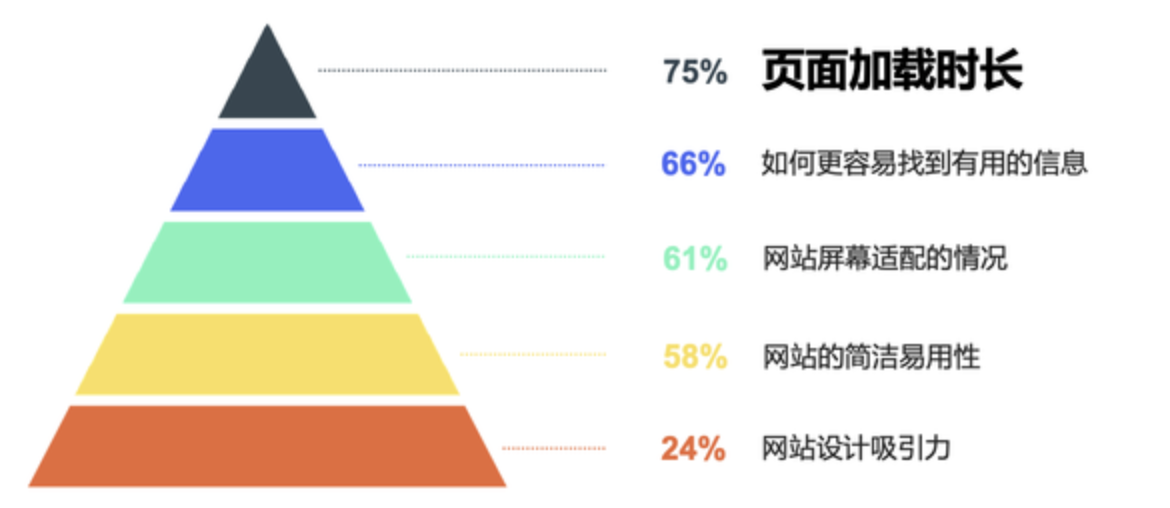 75% 页面加载时长
66% 如何更容易找到有用的信息
61% 网站屏幕适配的情况
58% 网站的简洁易用性
24% 网站设计吸引力